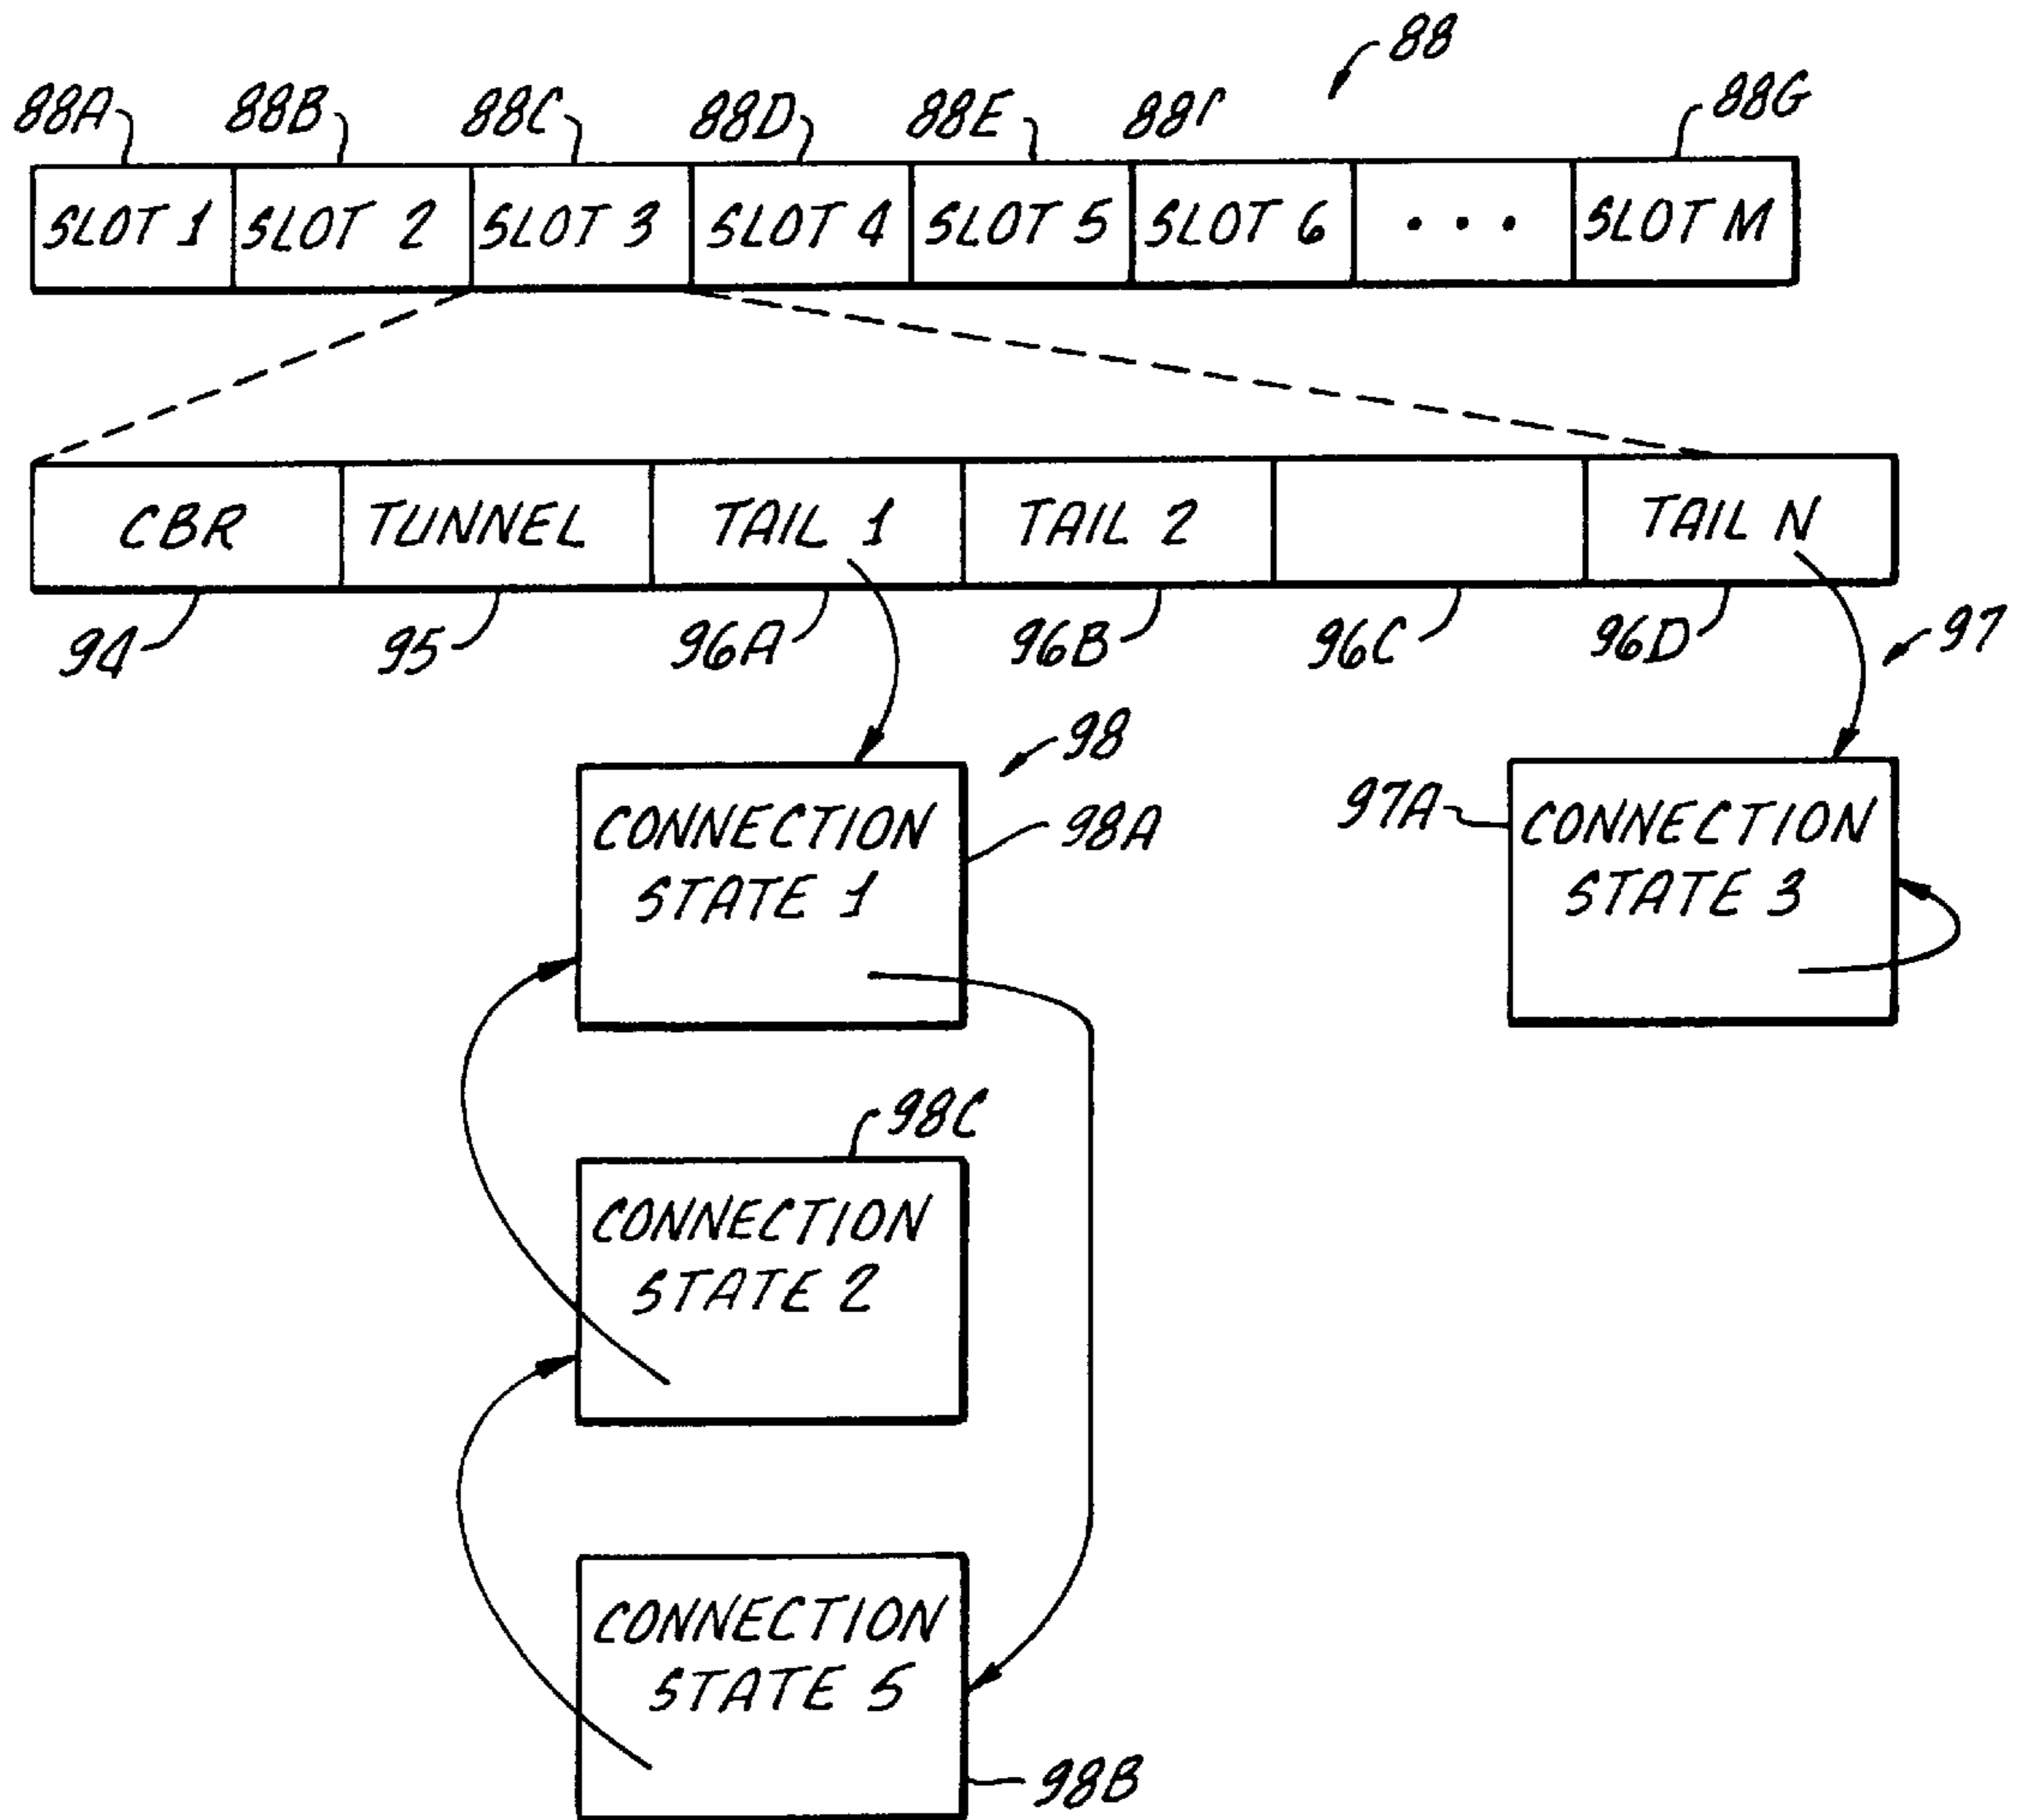 88
88A 88B 88C 88D 88E 88G
SLOT 1 SLOT 2 SLOT 3 SLOT 4 SLOT 5 SLOT 6 ... SLOT M
CBR TUNNEL TAIL 1 TAIL 2 TAIL N
94 95 96A 96B 96C 96D 97
98
CONNECTION
STATE 1
98A
97A
CONNECTION
STATE 3
98C
CONNECTION
STATE 2
CONNECTION
STATE 5
98B